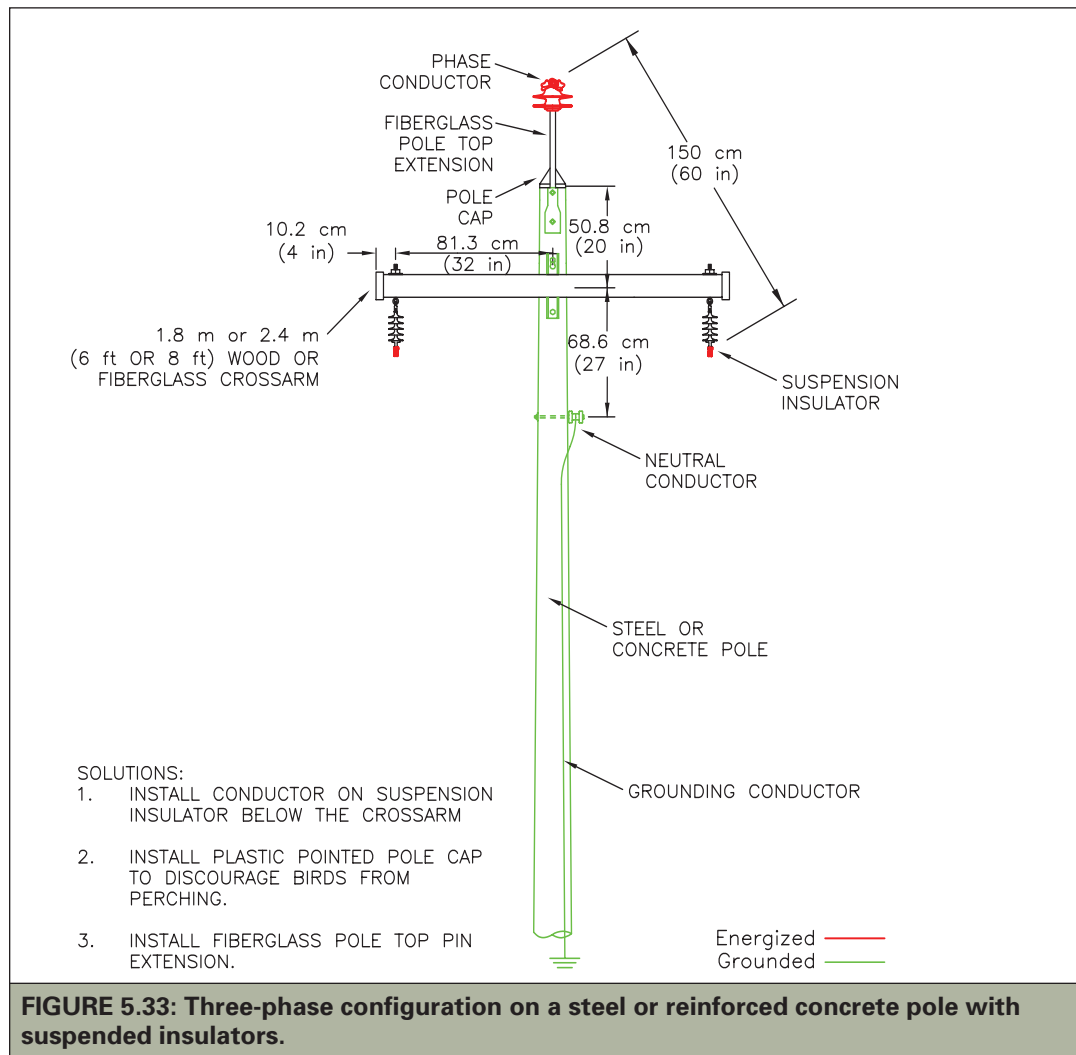 PHASE
CONDUCTOR
FIBERGLASS
POLE TOP
EXTENSION
POLE
CAP
150 cm
(60 in)
10.2 cm
(4 in)
81.3 cm
(32 in)
50.8 cm
(20 in)
1.8 m or 2.4 m
(6 ft OR 8 ft) WOOD OR
FIBERGLASS CROSSARM
68.6 cm
(27 in)
SUSPENSION
INSULATOR
NEUTRAL
CONDUCTOR
STEEL OR
CONCRETE POLE
GROUNDING CONDUCTOR
SOLUTIONS:
1. INSTALL CONDUCTOR ON SUSPENSION
INSULATOR BELOW THE CROSSARM
2. INSTALL PLASTIC POINTED POLE CAP
TO DISCOURAGE BIRDS FROM
PERCHING.
3. INSTALL FIBERGLASS POLE TOP PIN
EXTENSION.
Energized
Grounded
FIGURE 5.33: Three-phase configuration on a steel or reinforced concrete pole with
suspended insulators.